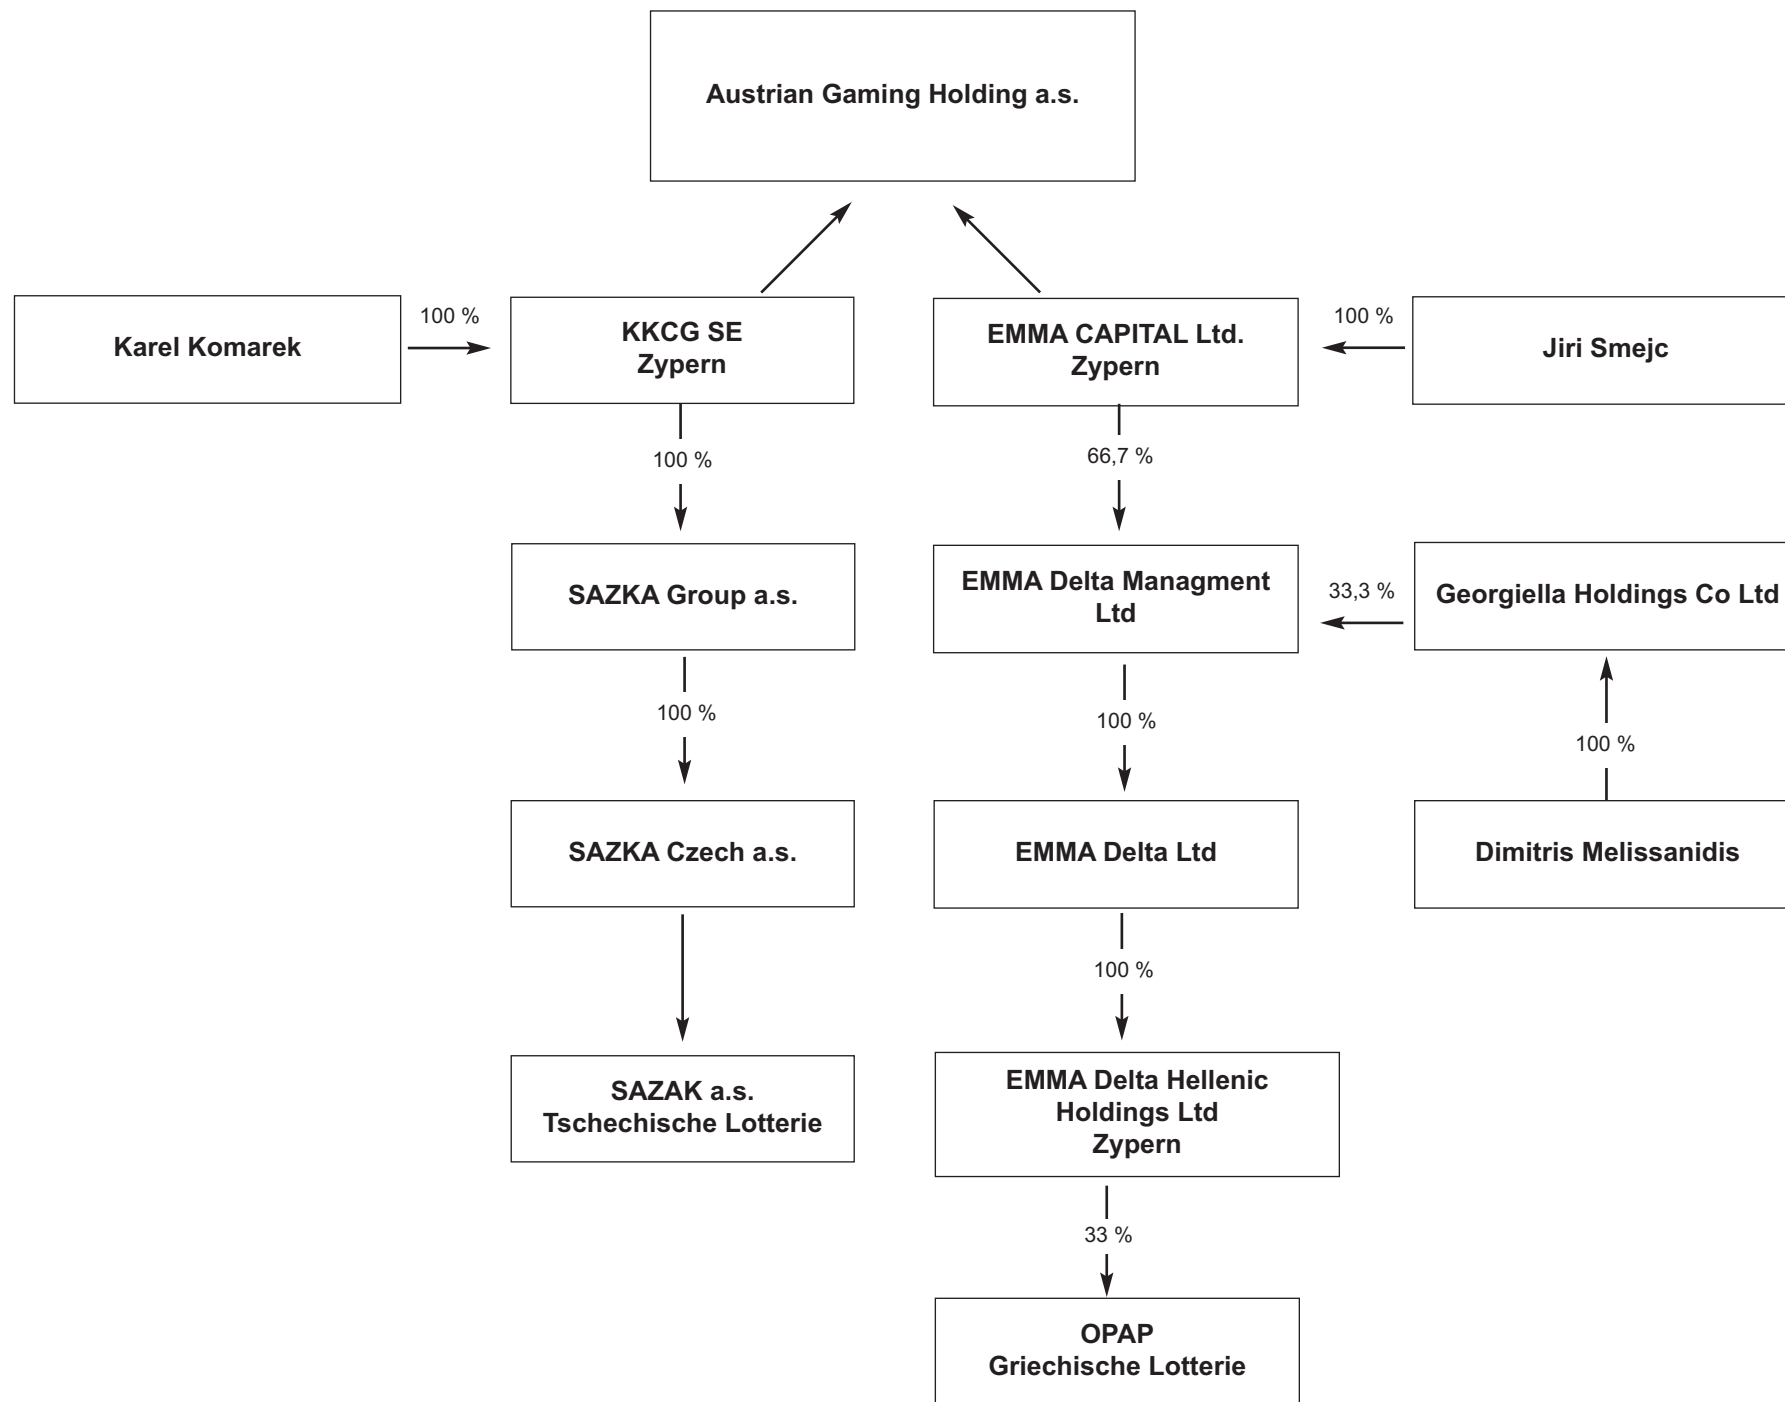 Austrian Gaming Holding a.s.
Karel Komarek
100 %
KKCG SE
Zypern
EMMA CAPITAL Ltd.
Zypern
100 %
Jiri Smejc
100 %
66,7 %
SAZKA Group a.s.
EMMA Delta Managment
Ltd
33,3 %
Georgiella Holdings Co Ltd
100 %
100 %
100 %
SAZKA Czech a.s.
EMMA Delta Ltd
Dimitris Melissanidis
100 %
SAZAK a.s.
Tschechische Lotterie
EMMA Delta Hellenic
Holdings Ltd
Zypern
33 %
OPAP
Griechische Lotterie